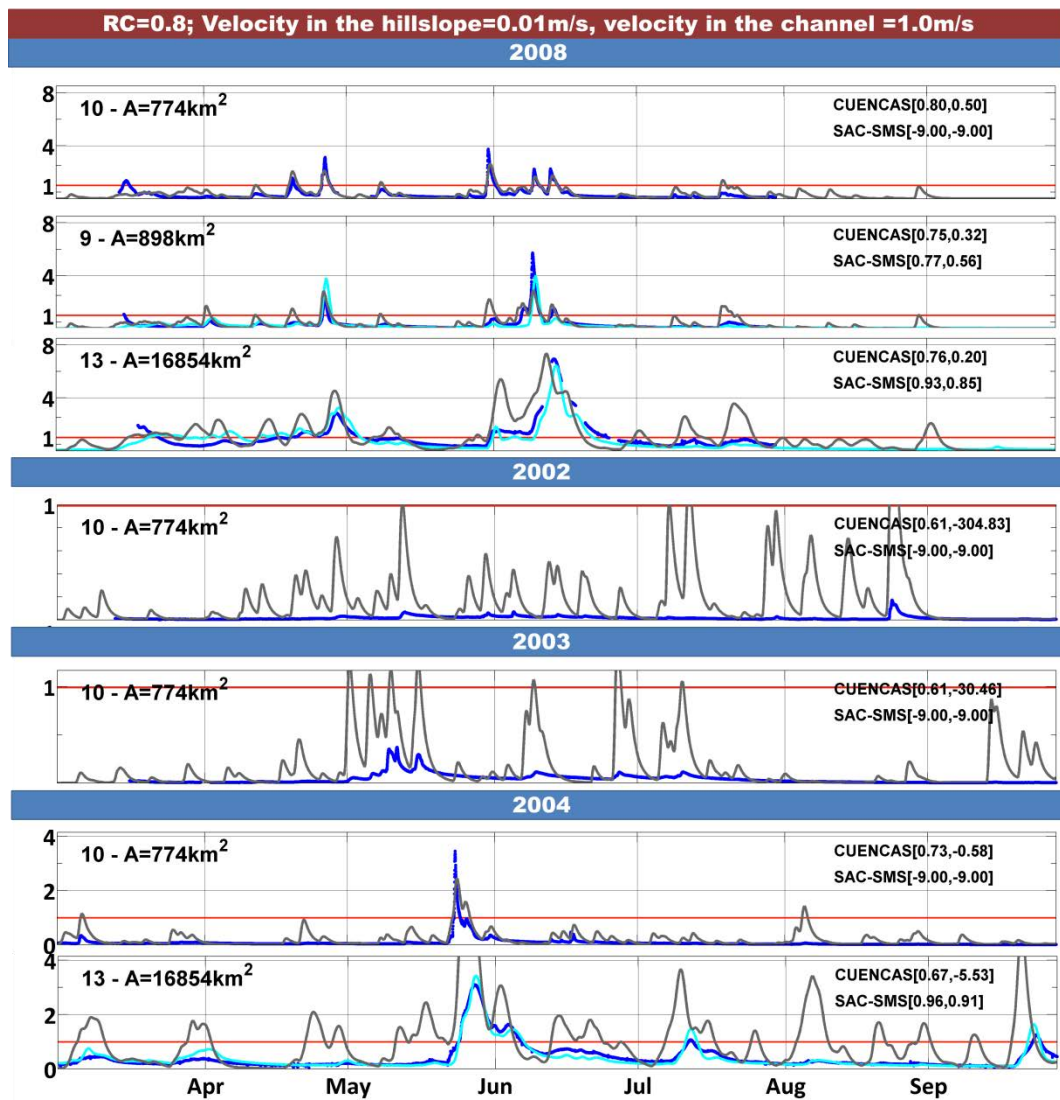 RC=0.8; Velocity in the hillslope=0.01m/s, velocity in the channel =1.0m/s
2008
8
4
1
10 - A=774km²
CUENCAS[0.80,0.50]
SAC-SMS[-9.00,-9.00]
8
4
1
9 - A=898km²
CUENCAS[0.75,0.32]
SAC-SMS[0.77,0.56]
8
4
1
13 - A=16854km²
CUENCAS[0.76,0.20]
SAC-SMS[0.93,0.85]
2002
1
10 - A=774km²
CUENCAS[0.61,-304.83]
SAC-SMS[-9.00,-9.00]
2003
1
10 - A=774km²
CUENCAS[0.61,-30.46]
SAC-SMS[-9.00,-9.00]
2004
4
2
0
10 - A=774km²
CUENCAS[0.73,-0.58]
SAC-SMS[-9.00,-9.00]
4
2
0
13 - A=16854km²
CUENCAS[0.67,-5.53]
SAC-SMS[0.96,0.91]
Apr May Jun Jul Aug Sep